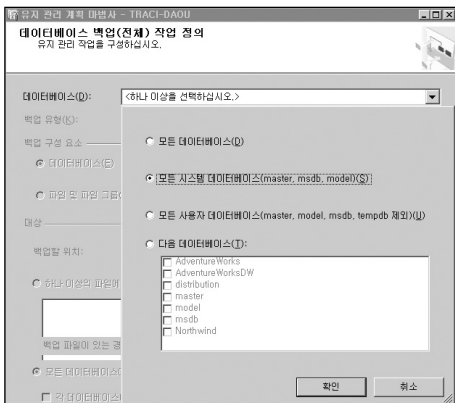 유지 관리 계획 마법사 - TRACI-DAOU
데이터베이스 백업(전체) 작업 정의
유지 관리 작업을 구성하십시오.
데이터베이스(D):
<하나 이상을 선택하십시오.>
백업 유형(K):
백업 구성 요소
데이터베이스(E)
파일 및 파일 그룹(
대상
백업할 위치:
하나 이상의 파일에
백업 파일이 있는 경
모든 데이터베이스
각 데이터베이스
모든 데이터베이스(D)
모든 시스템 데이터베이스(master, msdb, model)(S)
모든 사용자 데이터베이스(master, model, msdb, tempdb 제외)(U)
다음 데이터베이스(T):
AdventureWorks
AdventureWorksDW
distribution
master
model
msdb
Northwind
확인
취소